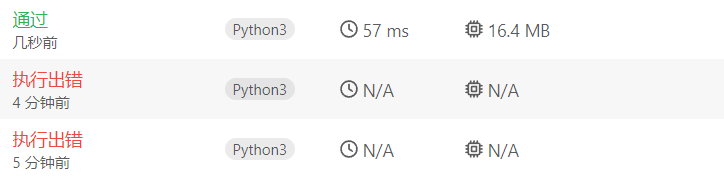 通过
几秒前
Python3
57 ms
16.4 MB
执行出错
4 分钟前
Python3
N/A
N/A
执行出错
5 分钟前
Python3
N/A
N/A